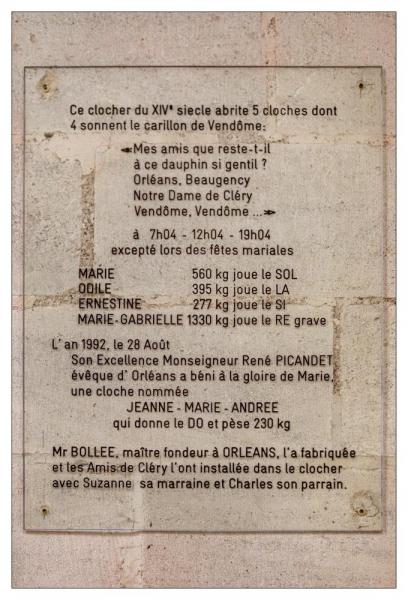 Ce clocher du XIVᵉ siecle abrite 5 cloches dont
4 sonnent le carillon de Vendôme:
«Mes amis que reste-t-il
à ce dauphin si gentil ?
Orléans, Beaugency
Notre Dame de Cléry
Vendôme, Vendôme ...»
à 7h04 - 12h04 - 19h04
excepté lors des fêtes mariales
MARIE 560 kg joue le SOL
ODILE 395 kg joue le LA
ERNESTINE 277 kg joue le SI
MARIE-GABRIELLE 1330 kg joue le RE grave
L'an 1992, le 28 Août
Son Excellence Monseigneur René PICANDET
évêque d'Orléans a béni à la gloire de Marie,
une cloche nommée
JEANNE - MARIE - ANDREE
qui donne le DO et pèse 230 kg
Mr BOLLEE, maître fondeur à ORLEANS, l'a fabriquée
et les Amis de Cléry l'ont installée dans le clocher
avec Suzanne sa marraine et Charles son parrain.